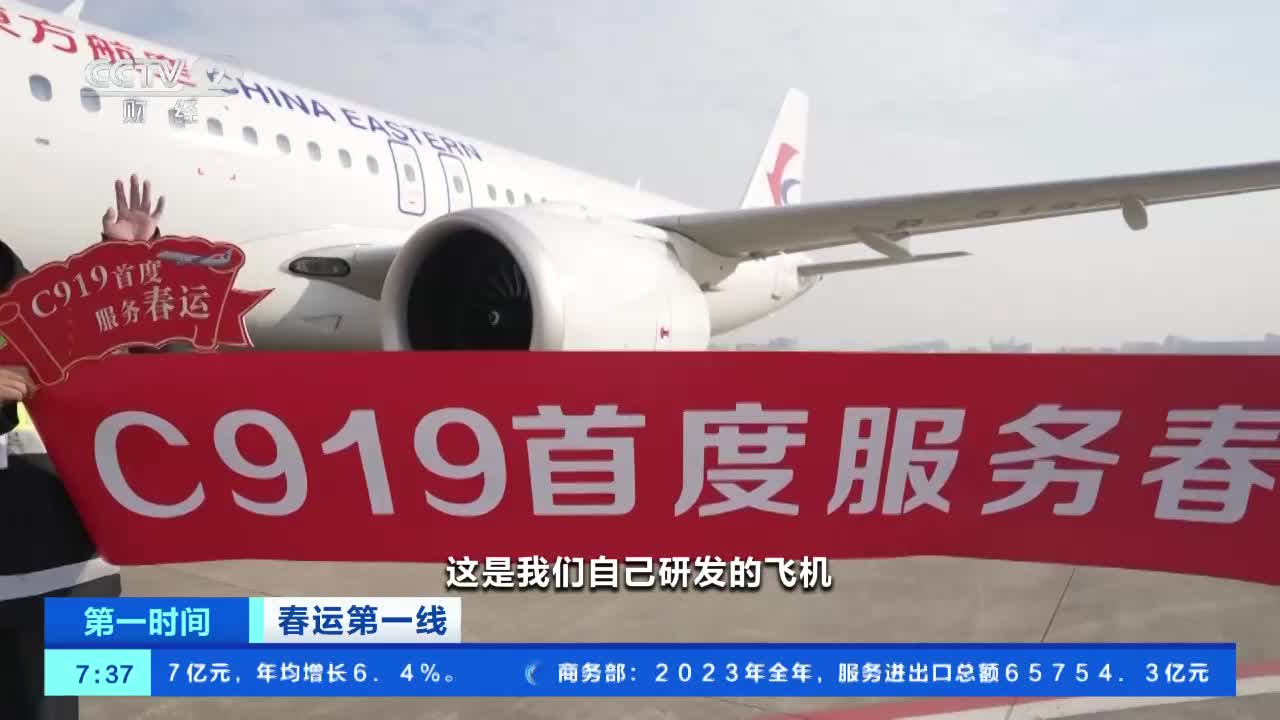 方航空
CHINA EASTERN
CCTV 2
财经
C919首度
服务春运
C919首度服务春
这是我们自己研发的飞机
第一时间
春运第一线
7:37
7亿元，年均增长6．4％。
商务部：2023年全年，服务进出口总额65754．3亿元